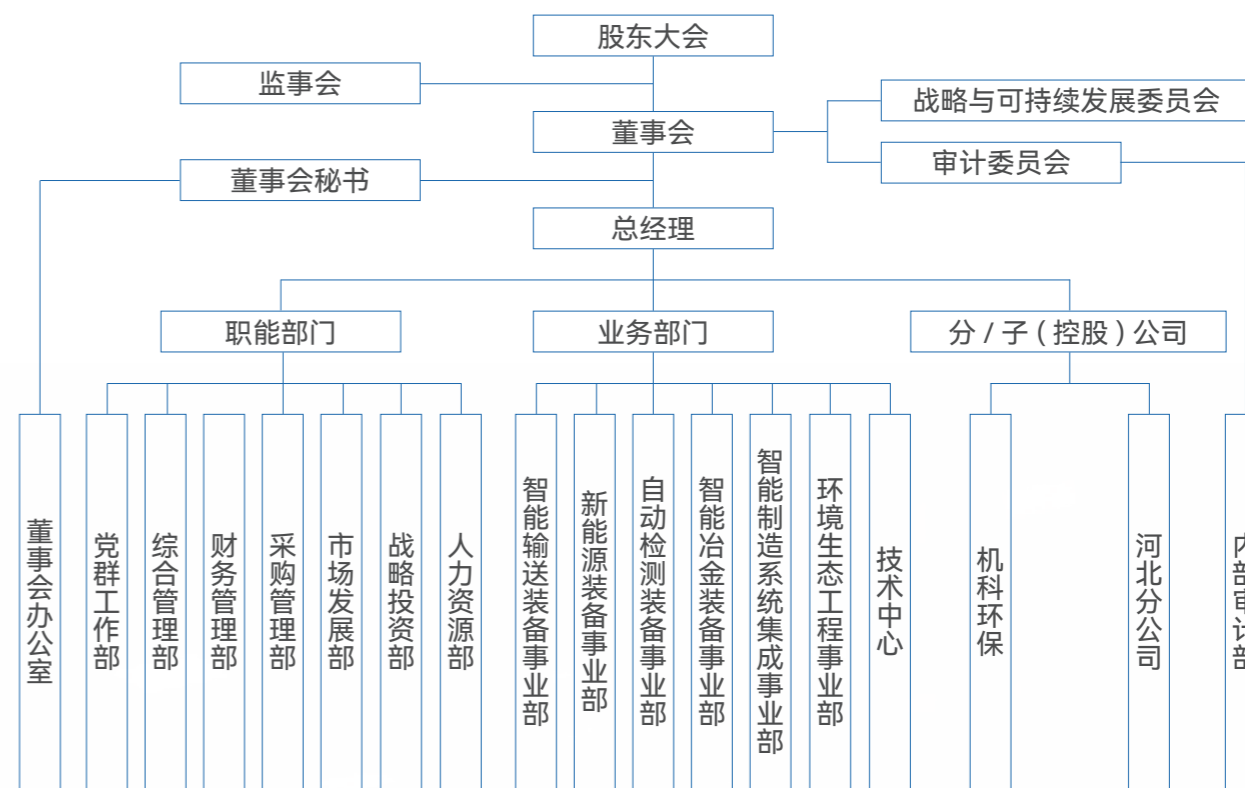 股东大会
监事会
战略与可持续发展委员会
董事会
审计委员会
董事会秘书
总经理
职能部门
业务部门
分 / 子 ( 控股 ) 公司
董事会办公室
党群工作部
综合管理部
财务管理部
采购管理部
市场发展部
战略投资部
人力资源部
智能输送装备事业部
新能源装备事业部
自动检测装备事业部
智能冶金装备事业部
智能制造系统集成事业部
环境生态工程事业部
技术中心
机科环保
河北分公司
内部审计部